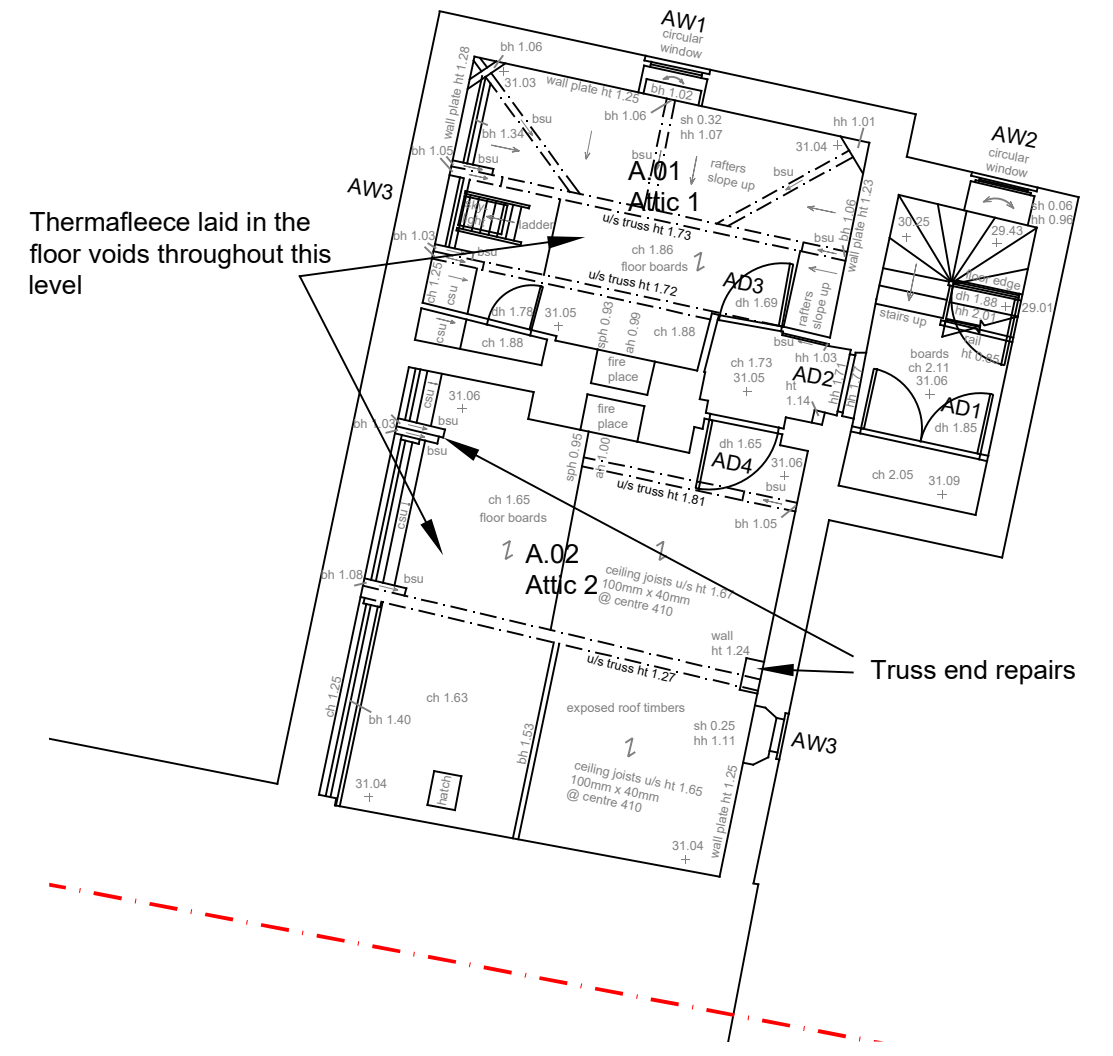 AW1
circular
window
bh 1.06
31.03
wall plate ht 1.28
wall plate ht 1.25
bh 1.02
bh 1.06
sh 0.32
hh 1.07
hh 1.01
31.04
AW2
circular
window
bh 1.34
bsu
bsu
bsu
rafters
slope up
A.01
Attic 1
bh 1.05
bsu
AW3
wall plate ht 1.23
bh 1.06
sh 0.06
hh 0.96
30.25
29.43
Thermafleece laid in the
floor voids throughout this
level
ladder
u/s truss ht 1.73
bh 1.03
bsu
bsu
ch 1.86
floor boards
ch 1.25
csu
u/s truss ht 1.72
AD3
dh 1.69
rafters
slope up
floor edge
dh 1.88
hh 2.01
29.01
stairs up
rail
ht 0.85
dh 1.78
31.05
sph 0.93
ah 0.99
ch 1.88
csu
ch 1.88
bsu
hh 1.03
fire
place
ch 1.73
31.05
AD2
hh 1.71
hh 1.77
ht
1.14
boards
ch 2.11
31.06
AD1
dh 1.85
csu
31.06
fire
place
bh 1.03
bsu
bsu
sph 0.95
ah 1.00
dh 1.65
AD4
31.06
bsu
ch 2.05
31.09
u/s truss ht 1.81
bh 1.05
ch 1.65
floor boards
csu
A.02
Attic 2
ceiling joists u/s ht 1.67
100mm x 40mm
@ centre 410
bh 1.08
bsu
wall
ht 1.24
u/s truss ht 1.27
Truss end repairs
ch 1.25
ch 1.63
bh 1.40
exposed roof timbers
sh 0.25
hh 1.11
AW3
bh 1.53
ceiling joists u/s ht 1.65
100mm x 40mm
@ centre 410
wall plate ht 1.25
31.04
hatch
31.04